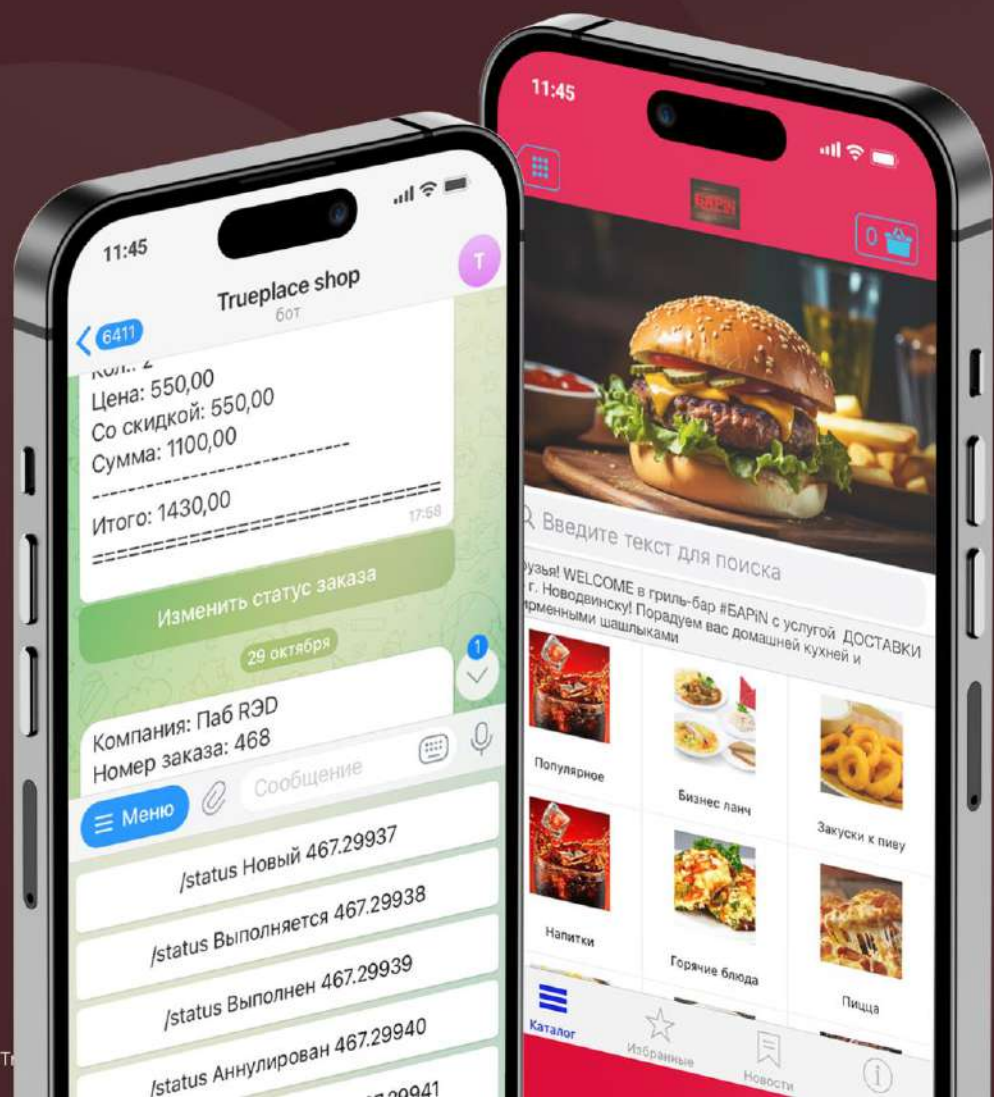 11:45
Trueplace shop
бот
6411
T
Кол.: 2
Цена: 550,00
Со скидкой: 550,00
Сумма: 1100,00
------------------------------
Итого: 1430,00
==============================
17:58
Изменить статус заказа
29 октября
1
Компания: Паб RЭD
Номер заказа: 468
Меню
Сообщение
/status Новый 467.29937
/status Выполняется 467.29938
/status Выполнен 467.29939
/status Аннулирован 467.29940
11:45
БАРiN
0
Введите текст для поиска
WELCOME в гриль-бар #БАРiN с услугой ДОСТАВКИ
г. Новодвинску! Порадуем вас домашней кухней и
шашлыками
Популярное
Бизнес ланч
Закуски к пиву
Напитки
Горячие блюда
Пицца
Каталог
Избранные
Новости